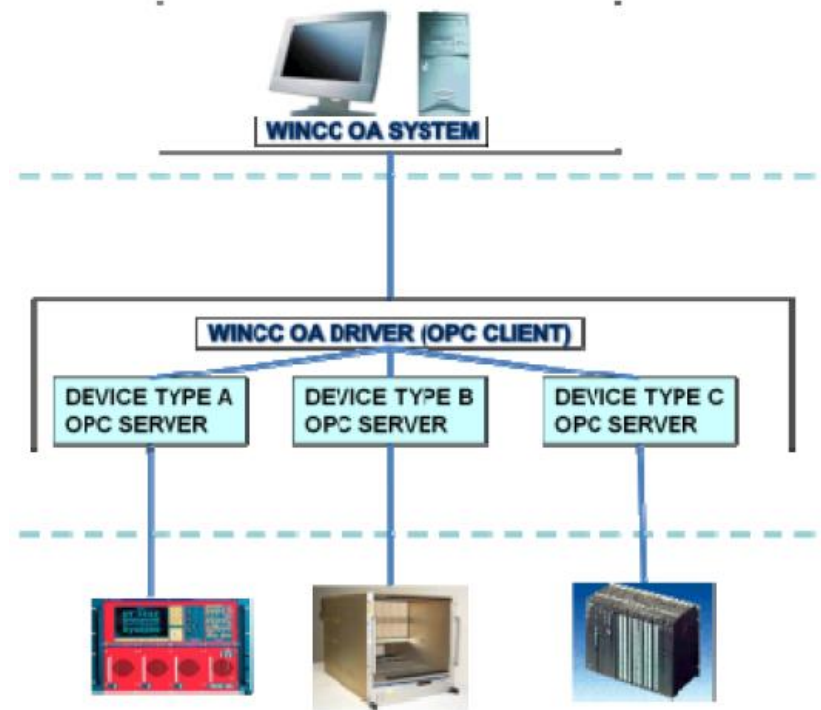 WINCC OA SYSTEM
WINCC OA DRIVER (OPC CLIENT)
DEVICE TYPE A
OPC SERVER
DEVICE TYPE B
OPC SERVER
DEVICE TYPE C
OPC SERVER